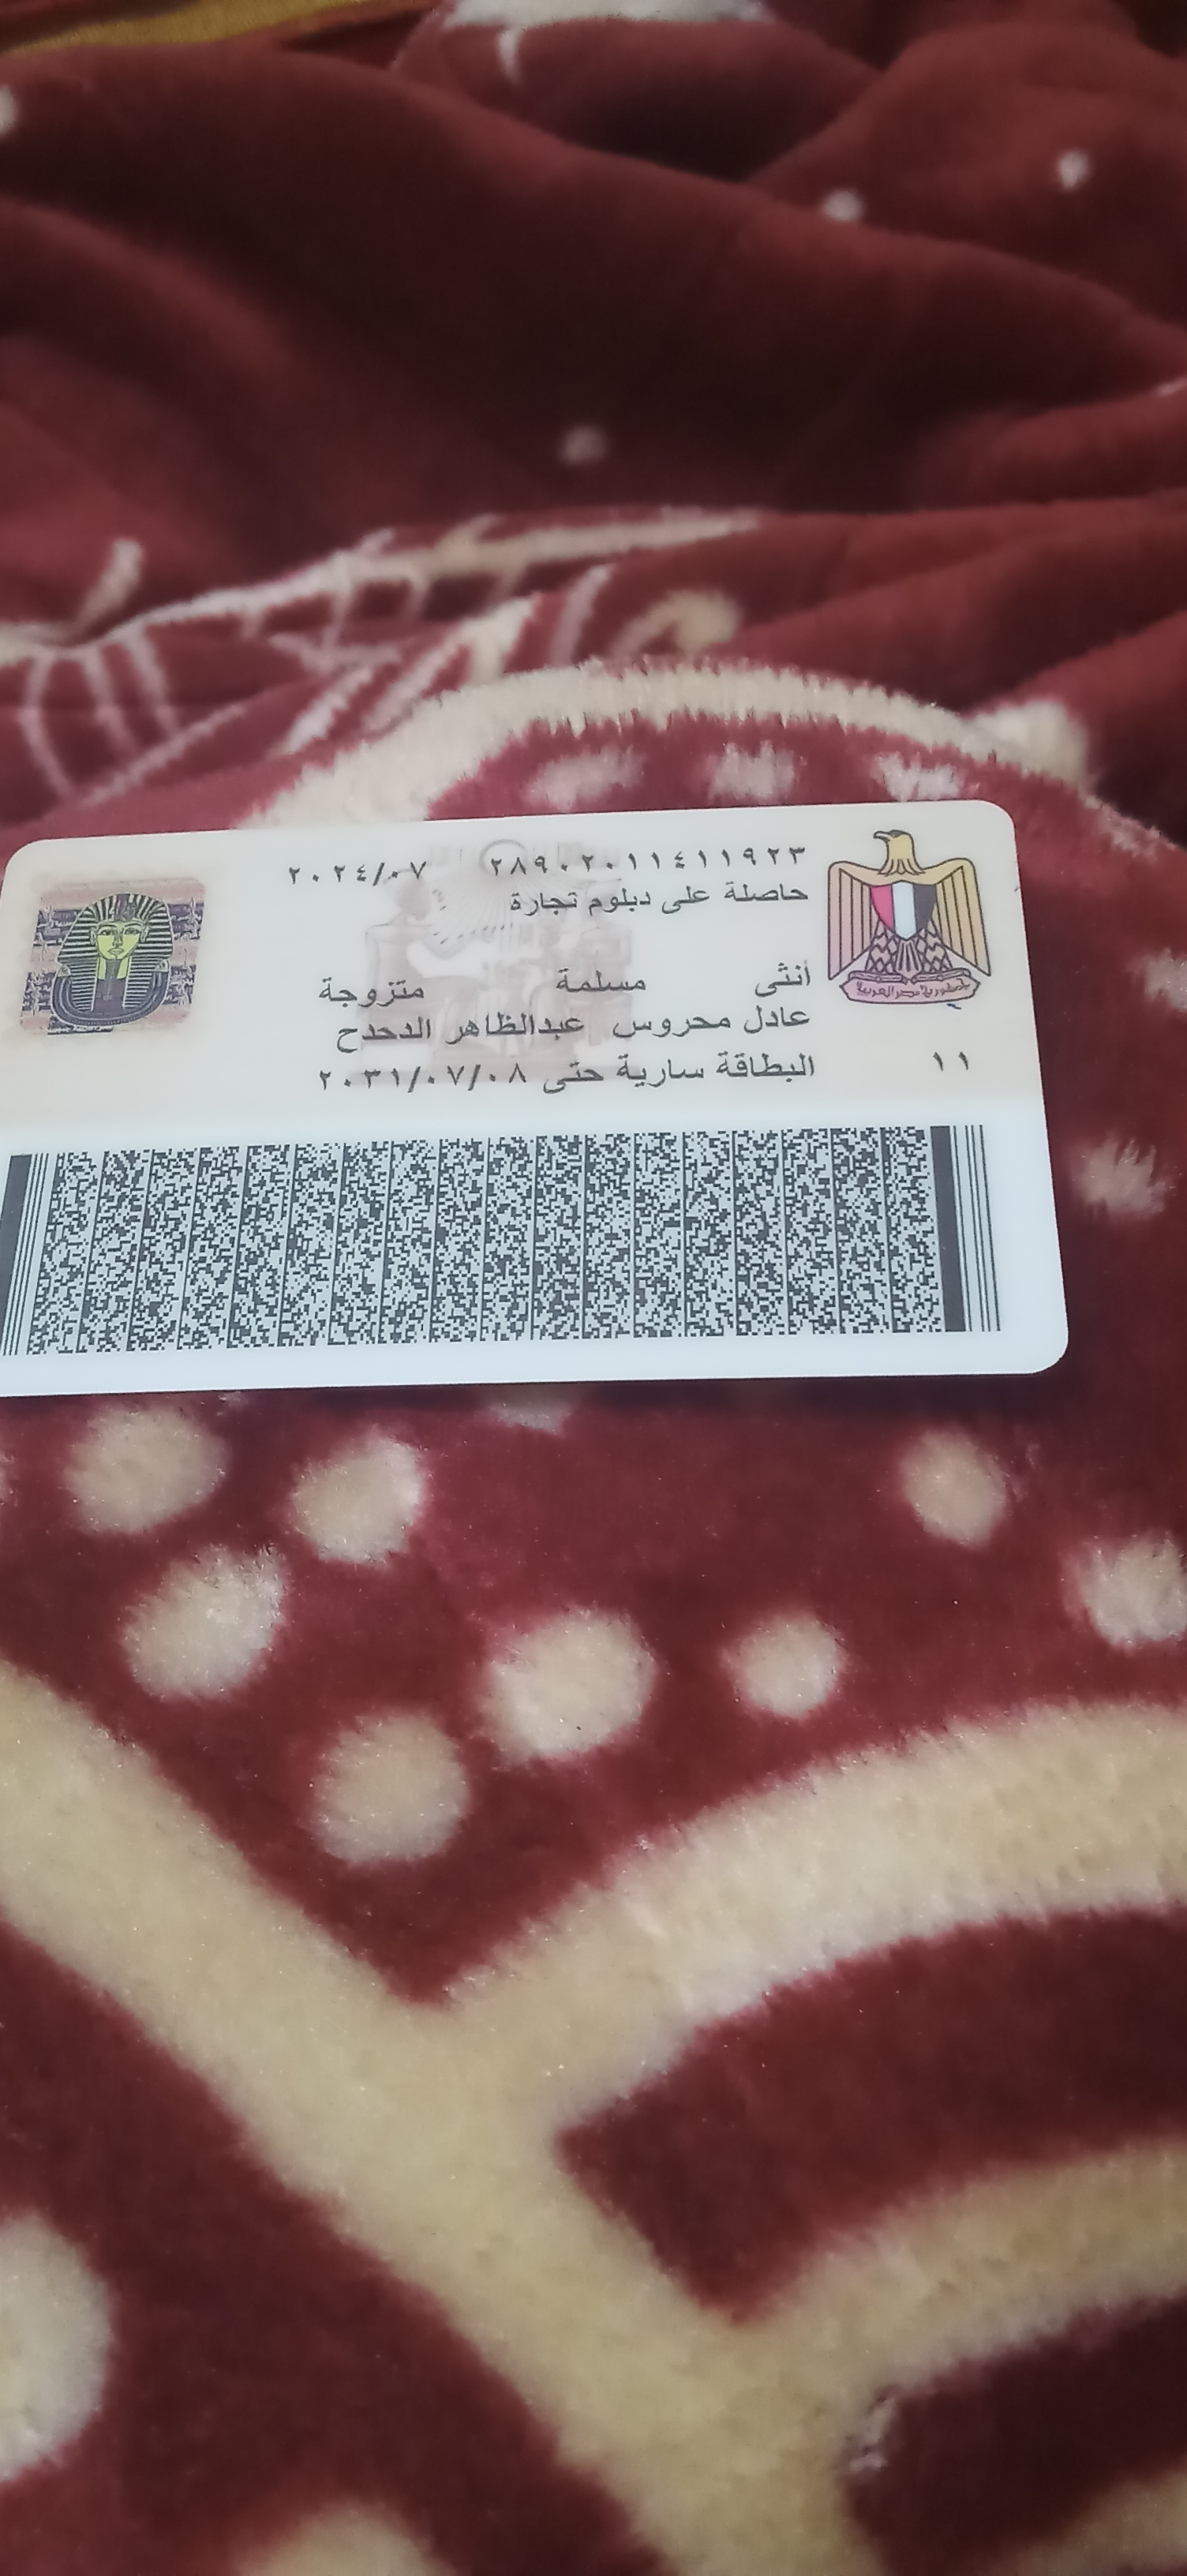 ٢٨٩٠٢٠١١٤١١٩٢٣ ٢٠٢٤/٠٧
حاصلة على دبلوم تجارة
أنثى مسلمة متزوجة
عادل محروس عبدالظاهر الدحدح
١١ البطاقة سارية حتى ٢٠٣١/٠٧/٠٨
جمهورية مصر العربية